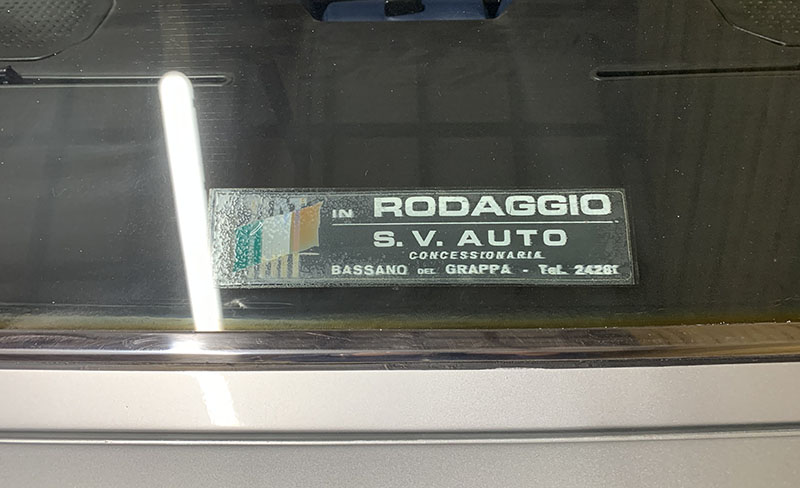 IN RODAGGIO
S. V. AUTO
CONCESSIONARIA
BASSANO DEL GRAPPA - TEL. 24261